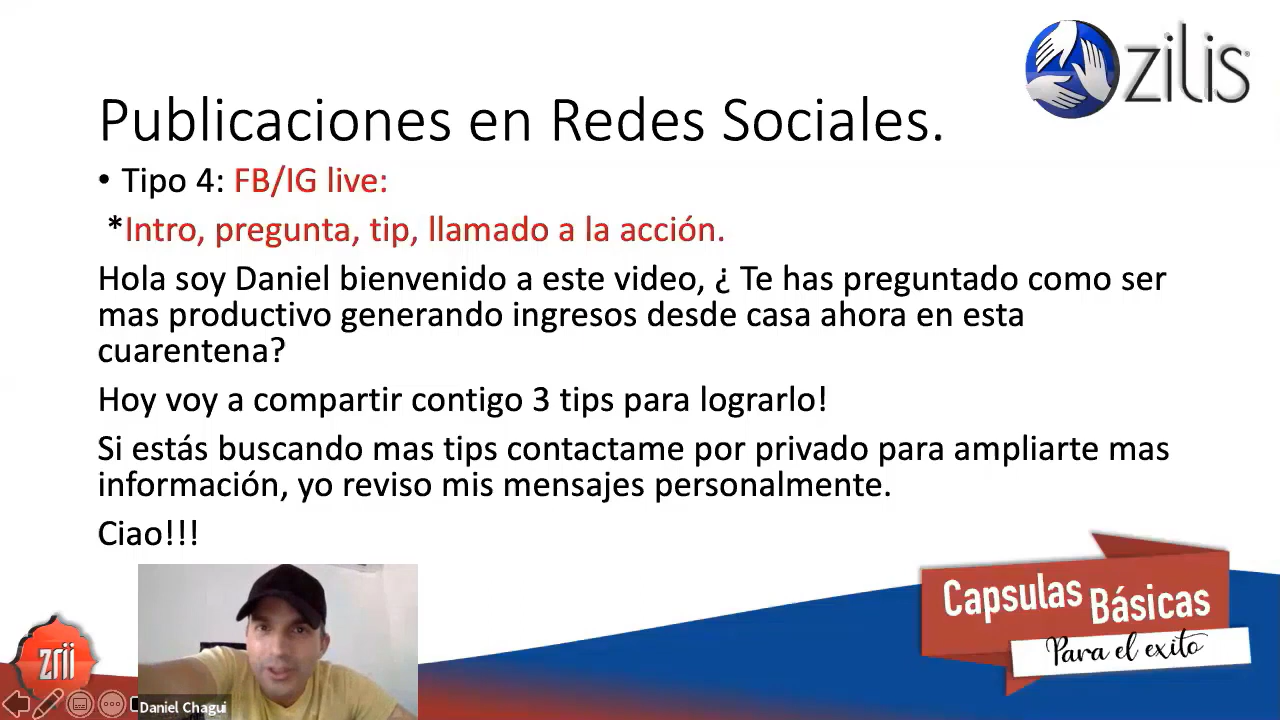 zilis
Publicaciones en Redes Sociales.
• Tipo 4: FB/IG live:
*Intro, pregunta, tip, llamado a la acción.
Hola soy Daniel bienvenido a este video, ¿ Te has preguntado como ser
mas productivo generando ingresos desde casa ahora en esta
cuarentena?
Hoy voy a compartir contigo 3 tips para lograrlo!
Si estás buscando mas tips contactame por privado para ampliarte mas
información, yo reviso mis mensajes personalmente.
Ciao!!!
Capsulas Básicas
Para el exito
zrii
Daniel Chagui